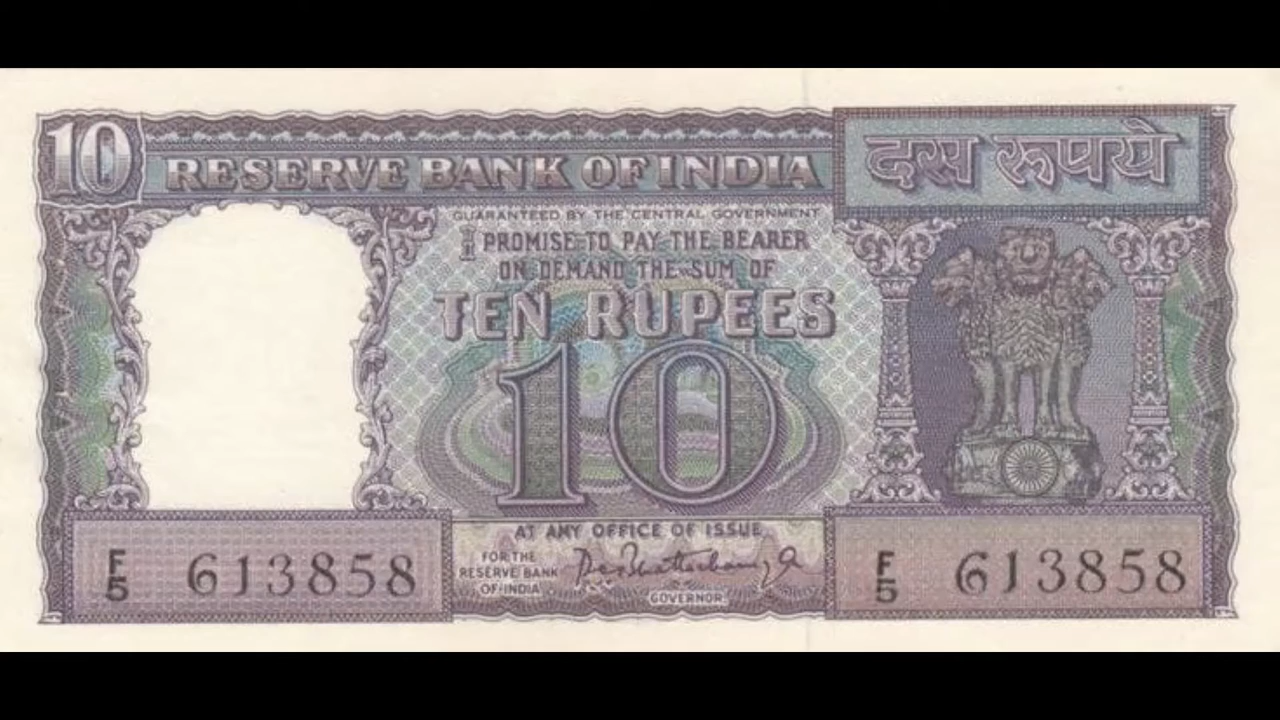 10
RESERVE BANK OF INDIA
दस रूपये
GUARANTEED BY THE CENTRAL GOVERNMENT
I PROMISE TO PAY THE BEARER
ON DEMAND THE SUM OF
TEN RUPEES
10
AT ANY OFFICE OF ISSUE
FOR THE
RESERVE BANK
OF INDIA
GOVERNOR
F/5 613858
F/5 613858